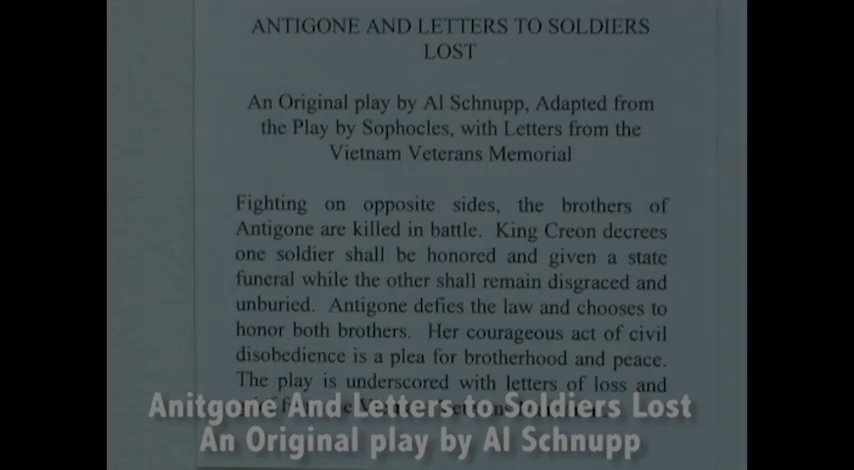 ANTIGONE AND LETTERS TO SOLDIERS
LOST
An Original play by Al Schnupp, Adapted from
the Play by Sophocles, with Letters from the
Vietnam Veterans Memorial
Fighting on opposite sides, the brothers of
Antigone are killed in battle. King Creon decrees
one soldier shall be honored and given a state
funeral while the other shall remain disgraced and
unburied. Antigone defies the law and chooses to
honor both brothers. Her courageous act of civil
disobedience is a plea for brotherhood and peace.
The play is underscored with letters of loss and
Anitgone And Letters to Soldiers Lost
An Original play by Al Schnupp